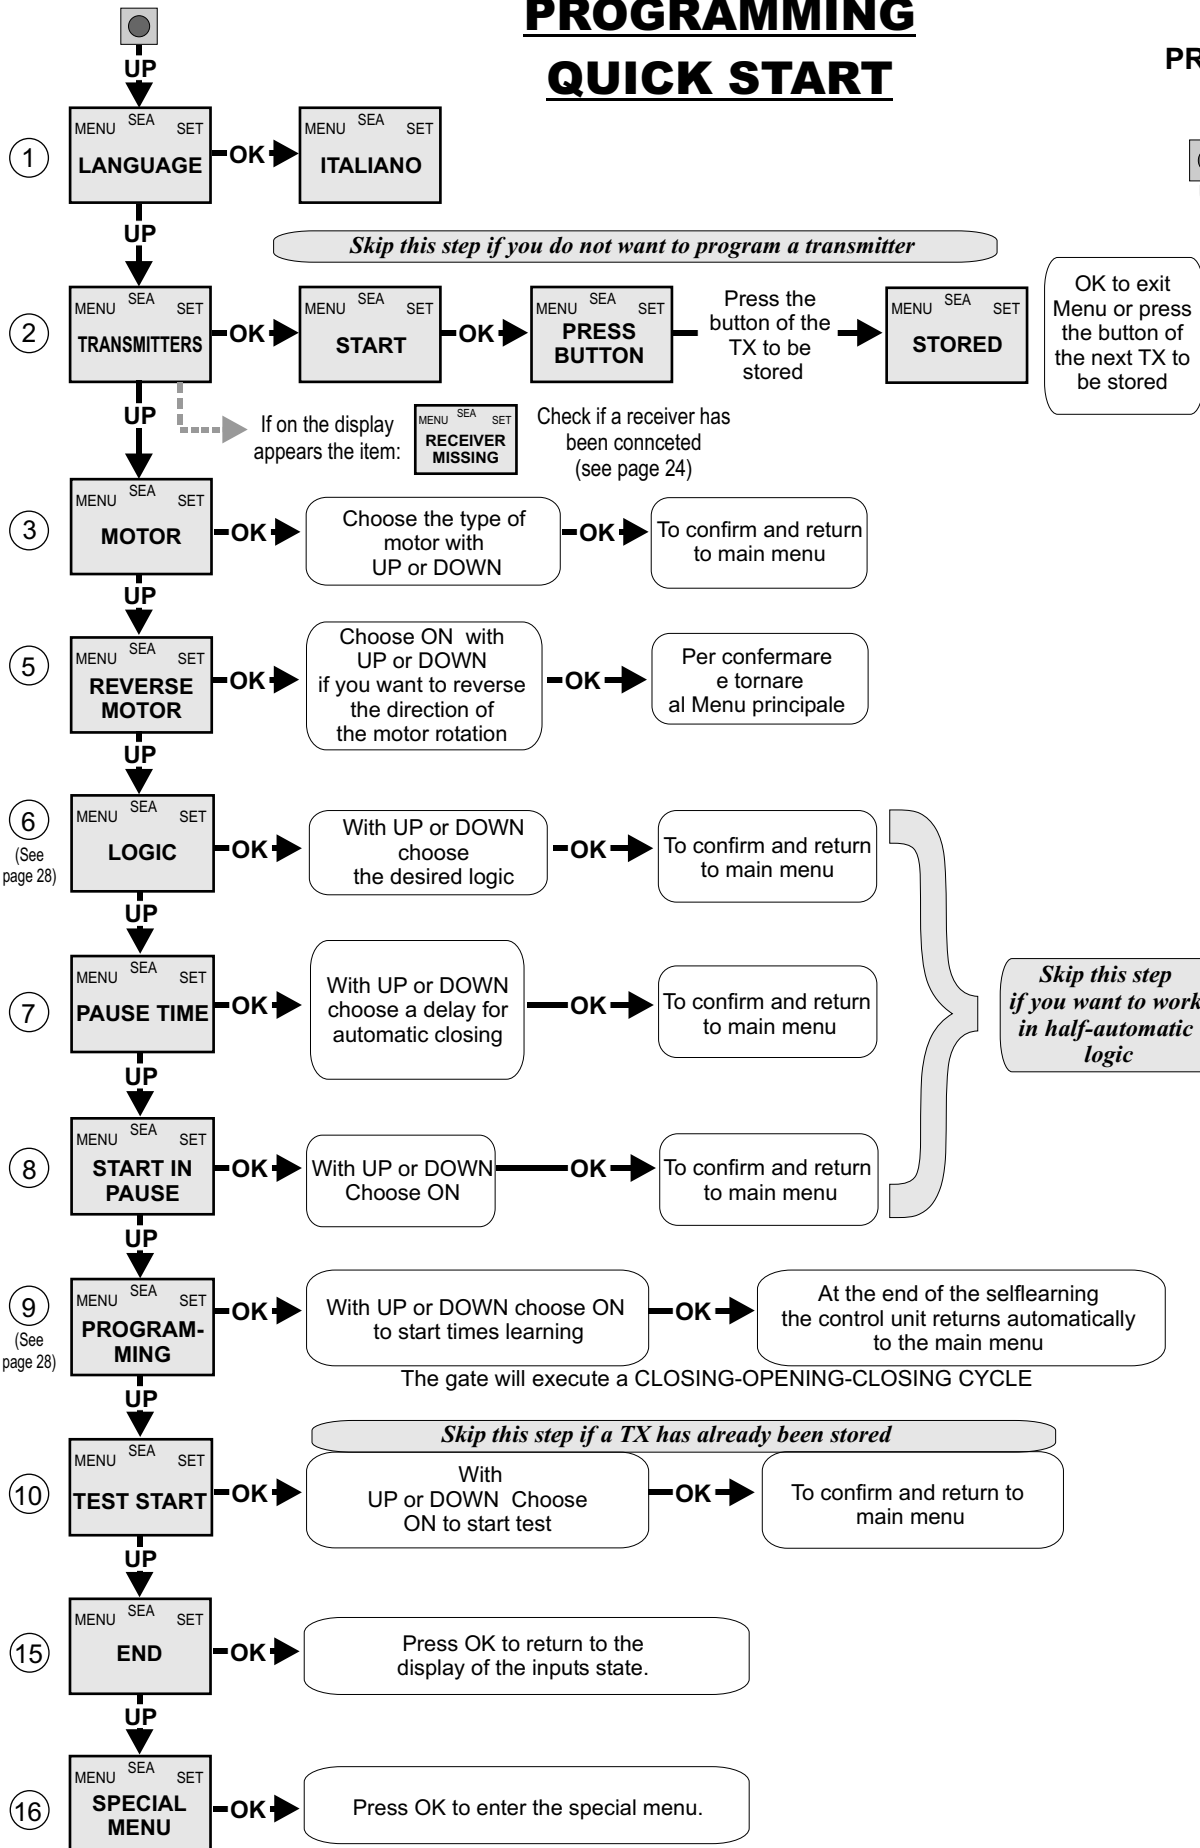 PROGRAMMING
QUICK START
PR
UP
1
MENU SEA SET
LANGUAGE
OK
MENU SEA SET
ITALIANO
UP
Skip this step if you do not want to program a transmitter
2
MENU SEA SET
TRANSMITTERS
OK
MENU SEA SET
START
OK
MENU SEA SET
PRESS
BUTTON
Press the
button of the
TX to be
stored
MENU SEA SET
STORED
OK to exit
Menu or press
the button of
the next TX to
be stored
UP
If on the display
appears the item:
MENU SEA SET
RECEIVER
MISSING
Check if a receiver has
been connceted
(see page 24)
3
MENU SEA SET
MOTOR
OK
Choose the type of
motor with
UP or DOWN
OK
To confirm and return
to main menu
UP
5
MENU SEA SET
REVERSE
MOTOR
OK
Choose ON with
UP or DOWN
if you want to reverse
the direction of
the motor rotation
OK
Per confermare
e tornare
al Menu principale
UP
6
(See
page 28)
MENU SEA SET
LOGIC
OK
With UP or DOWN
choose
the desired logic
OK
To confirm and return
to main menu
UP
7
MENU SEA SET
PAUSE TIME
OK
With UP or DOWN
choose a delay for
automatic closing
OK
To confirm and return
to main menu
Skip this step
if you want to work
in half-automatic
logic
UP
8
MENU SEA SET
START IN
PAUSE
OK
With UP or DOWN
Choose ON
OK
To confirm and return
to main menu
UP
9
(See
page 28)
MENU SEA SET
PROGRAM-
MING
OK
With UP or DOWN choose ON
to start times learning
OK
At the end of the selflearning
the control unit returns automatically
to the main menu
The gate will execute a CLOSING-OPENING-CLOSING CYCLE
UP
Skip this step if a TX has already been stored
10
MENU SEA SET
TEST START
OK
With
UP or DOWN Choose
ON to start test
OK
To confirm and return to
main menu
UP
15
MENU SEA SET
END
OK
Press OK to return to the
display of the inputs state.
UP
16
MENU SEA SET
SPECIAL
MENU
OK
Press OK to enter the special menu.